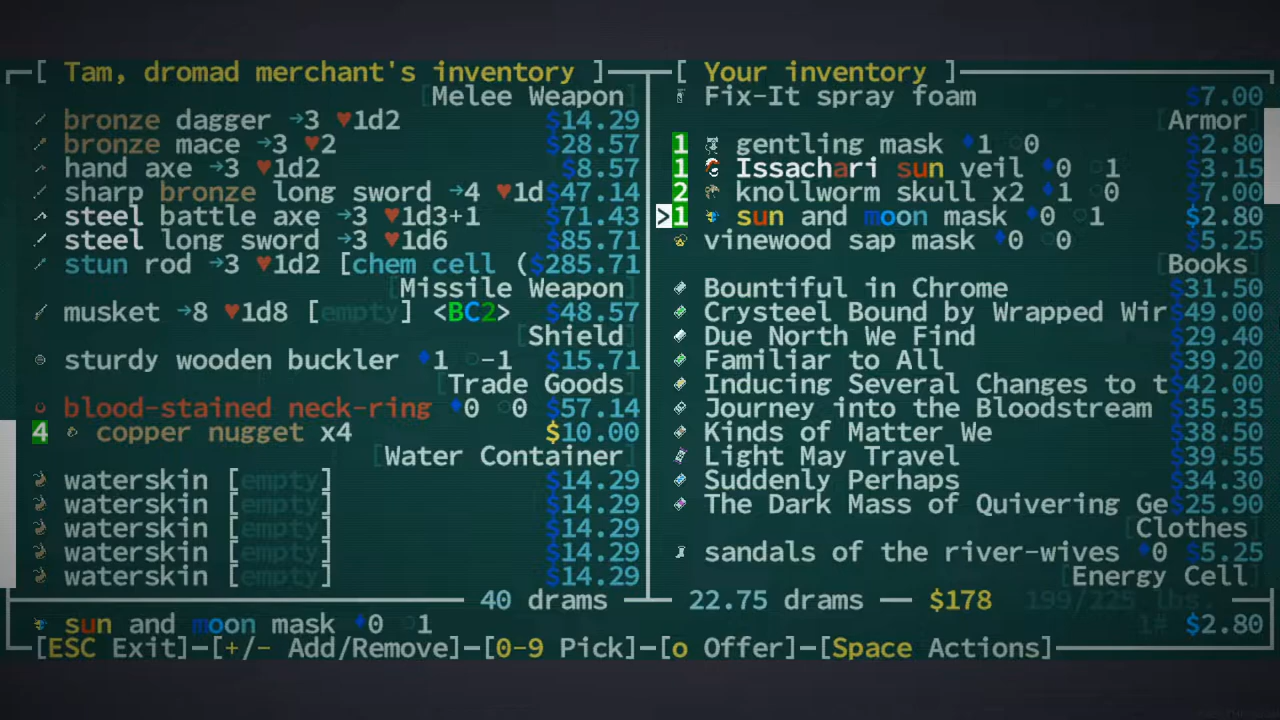 [ Tam, dromad merchant's inventory ]
[Melee Weapon]
bronze dagger →3 ♥1d2 $14.29
bronze mace →3 ♥2 $28.57
hand axe →3 ♥1d2 $8.57
sharp bronze long sword →4 ♥1d $47.14
steel battle axe →3 ♥1d3+1 $71.43
steel long sword →3 ♥1d6 $85.71
stun rod →3 ♥1d2 [chem cell ($285.71
[Missile Weapon]
musket →8 ♥1d8 [empty] <BC2> $48.57
[Shield]
sturdy wooden buckler ♦1 ○-1 $15.71
[Trade Goods]
blood-stained neck-ring ♦0 ○0 $57.14
4 copper nugget x4 $10.00
[Water Container]
waterskin [empty] $14.29
waterskin [empty] $14.29
waterskin [empty] $14.29
waterskin [empty] $14.29
waterskin [empty] $14.29
40 drams
[ Your inventory ]
Fix-It spray foam $7.00
[Armor]
1 gentling mask ♦1 ○0 $2.80
1 Issachari sun veil ♦0 ○1 $3.15
2 knollworm skull x2 ♦1 ○0 $7.00
>1 sun and moon mask ♦0 ○1 $2.80
vinewood sap mask ♦0 ○0 $5.25
[Books]
Bountiful in Chrome $31.50
Crysteel Bound by Wrapped Wir $49.00
Due North We Find $29.40
Familiar to All $39.20
Inducing Several Changes to t $42.00
Journey into the Bloodstream $35.35
Kinds of Matter We $38.50
Light May Travel $39.55
Suddenly Perhaps $34.30
The Dark Mass of Quivering Ge $25.90
[Clothes]
sandals of the river-wives ♦0 $5.25
[Energy Cell]
22.75 drams — $178 199/225 lbs.
sun and moon mask ♦0 ○1 1# $2.80
[ESC Exit]—[+/- Add/Remove]—[0-9 Pick]—[o Offer]—[Space Actions]